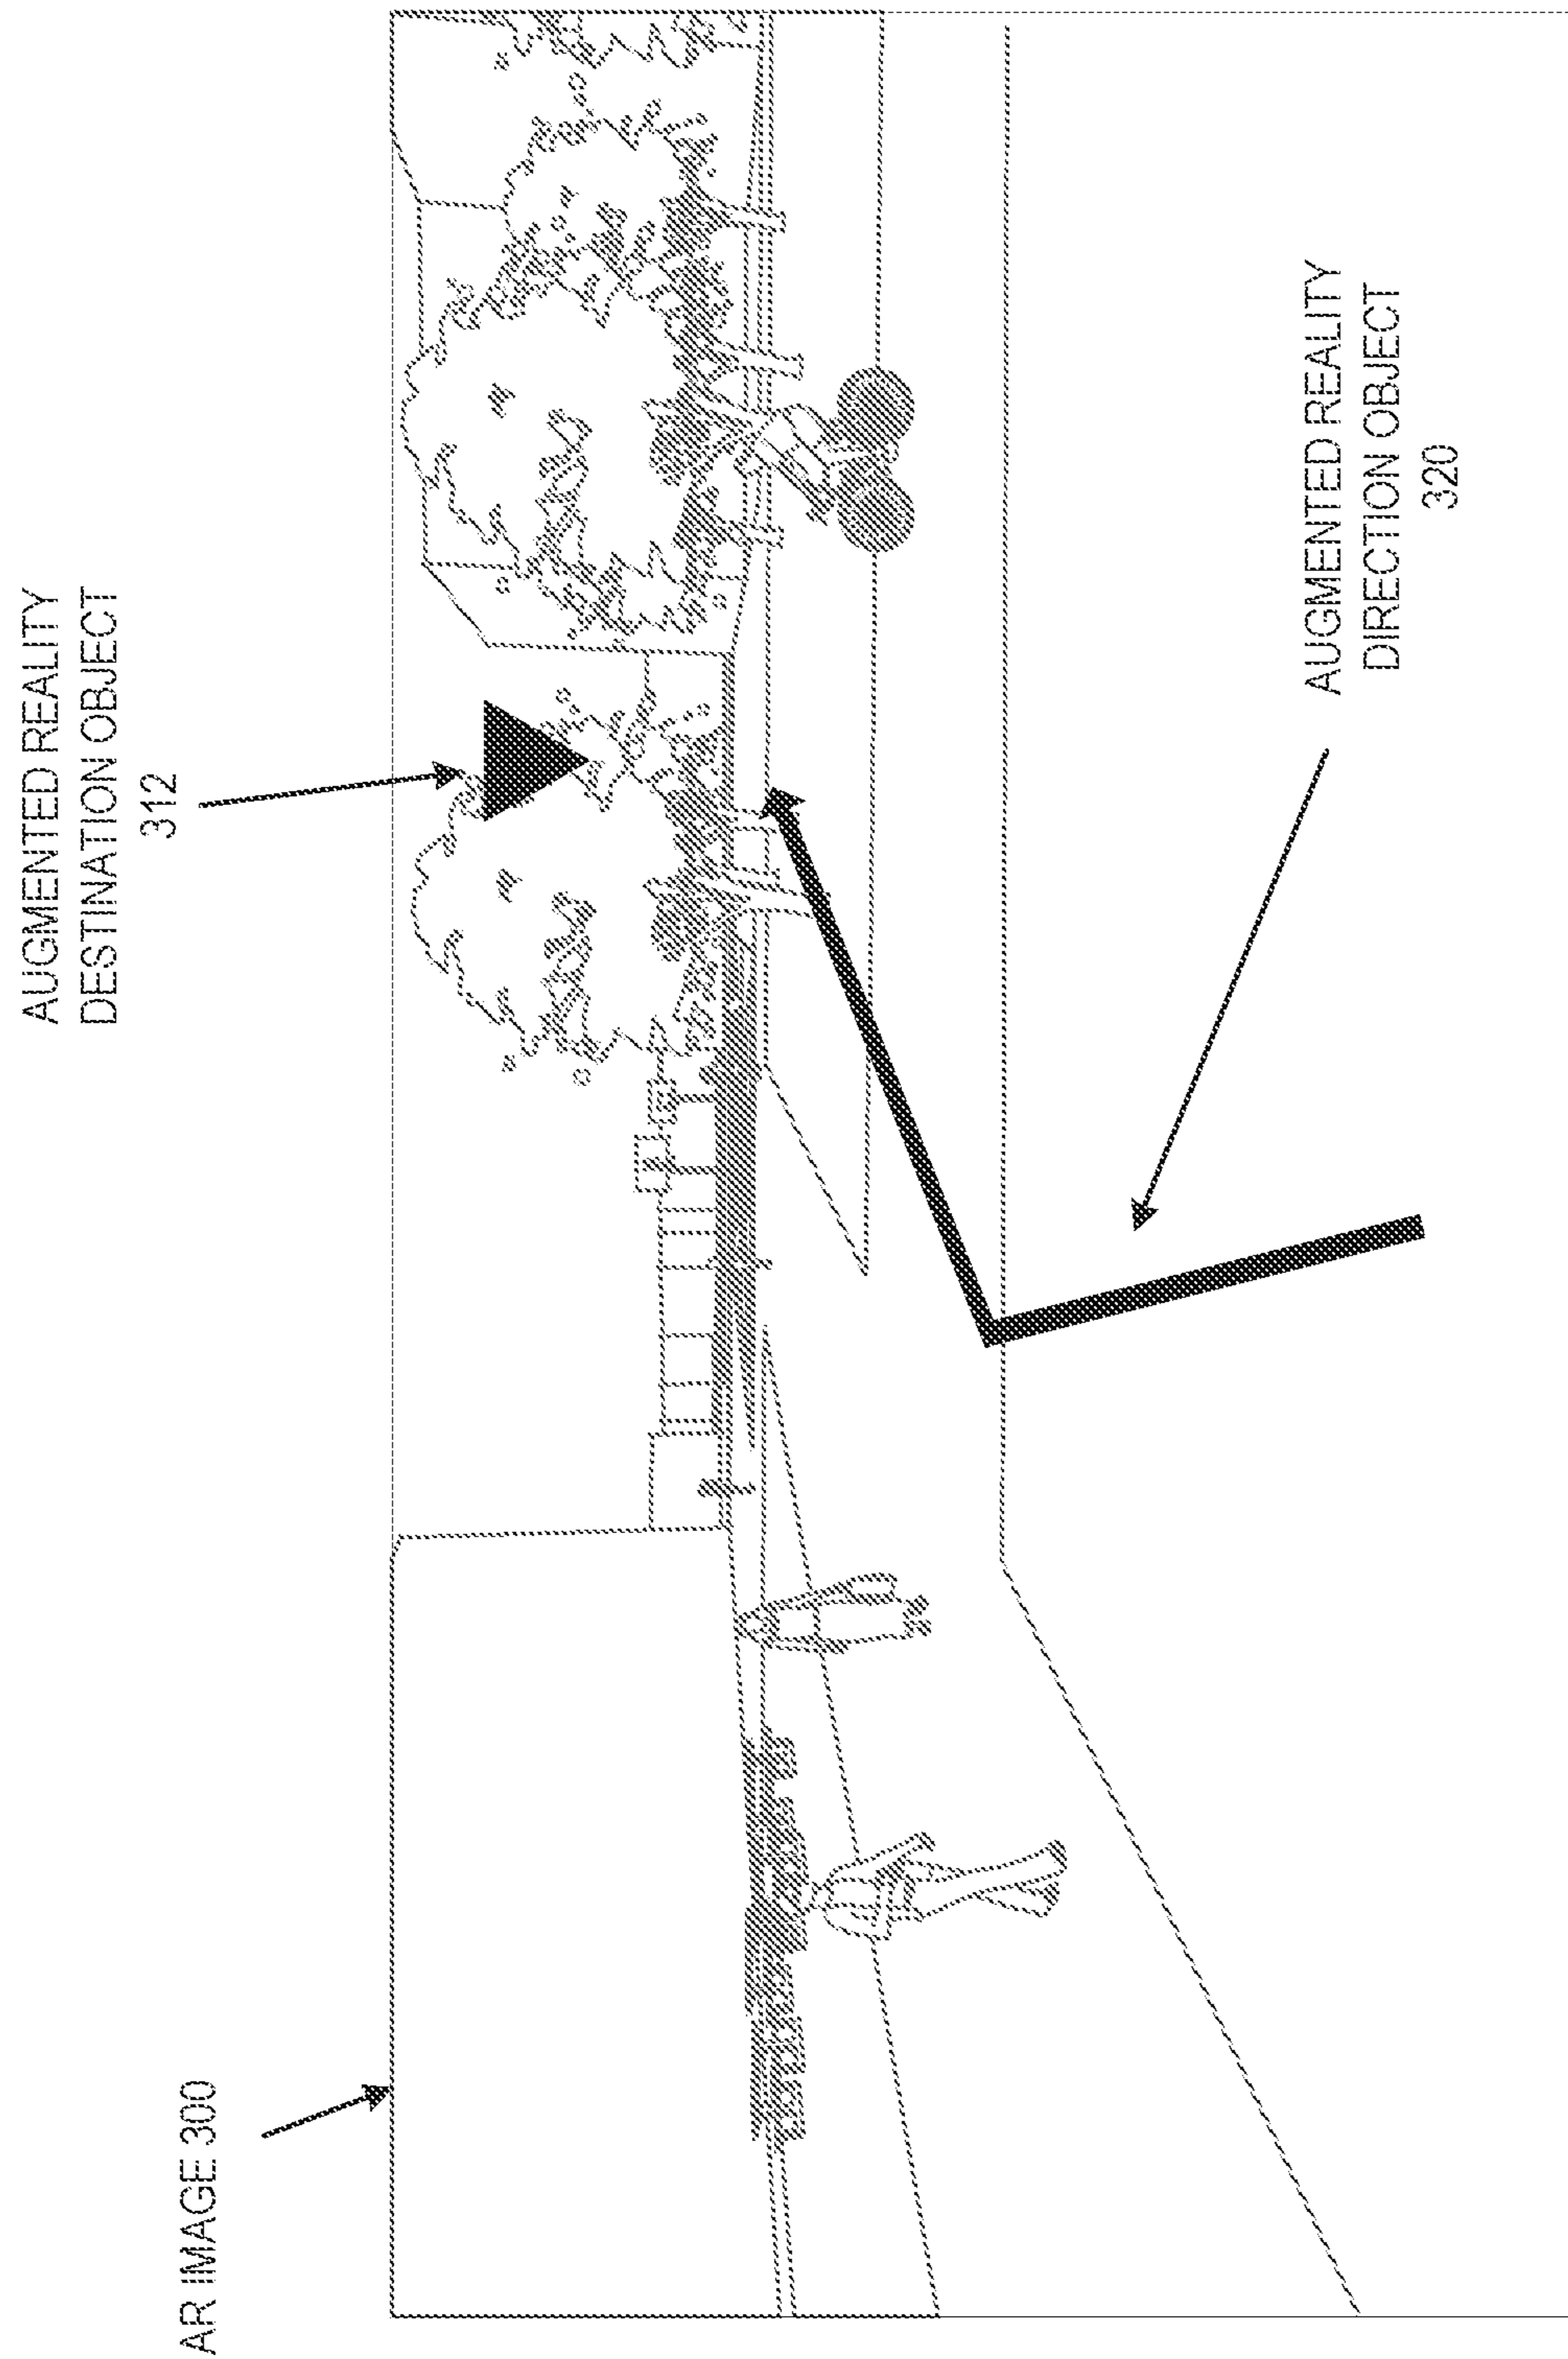 AR IMAGE 300
AUGMENTED REALITY
DESTINATION OBJECT
312
AUGMENTED REALITY
DIRECTION OBJECT
320